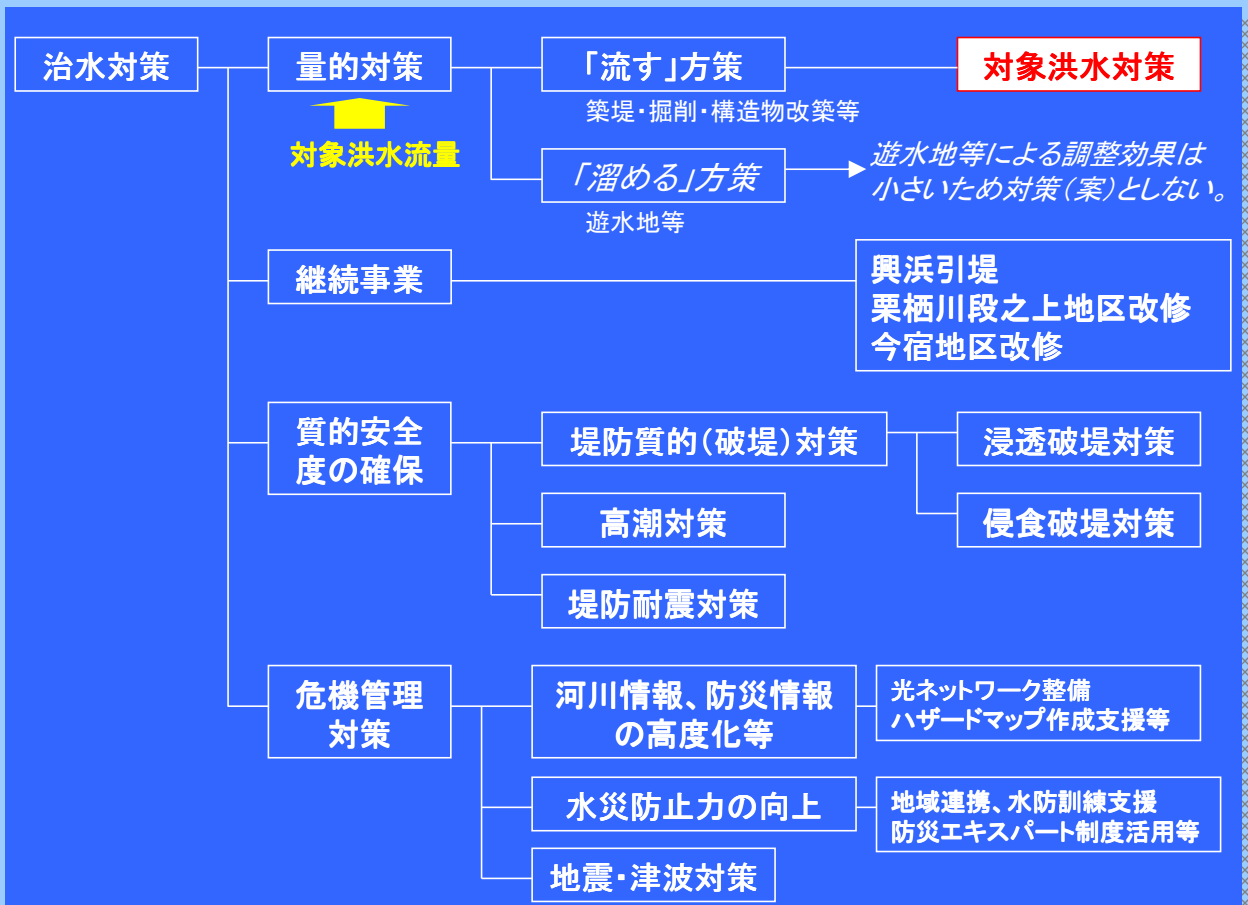 治水対策
量的対策
対象洪水流量
「流す」方策
築堤・掘削・構造物改築等
対象洪水対策
「溜める」方策
遊水地等
遊水地等による調整効果は
小さいため対策(案)としない。
継続事業
興浜引堤
栗栖川段之上地区改修
今宿地区改修
質的安全
度の確保
堤防質的(破堤)対策
浸透破堤対策
侵食破堤対策
高潮対策
堤防耐震対策
危機管理
対策
河川情報、防災情報
の高度化等
光ネットワーク整備
ハザードマップ作成支援等
水災防止力の向上
地域連携、水防訓練支援
防災エキスパート制度活用等
地震・津波対策